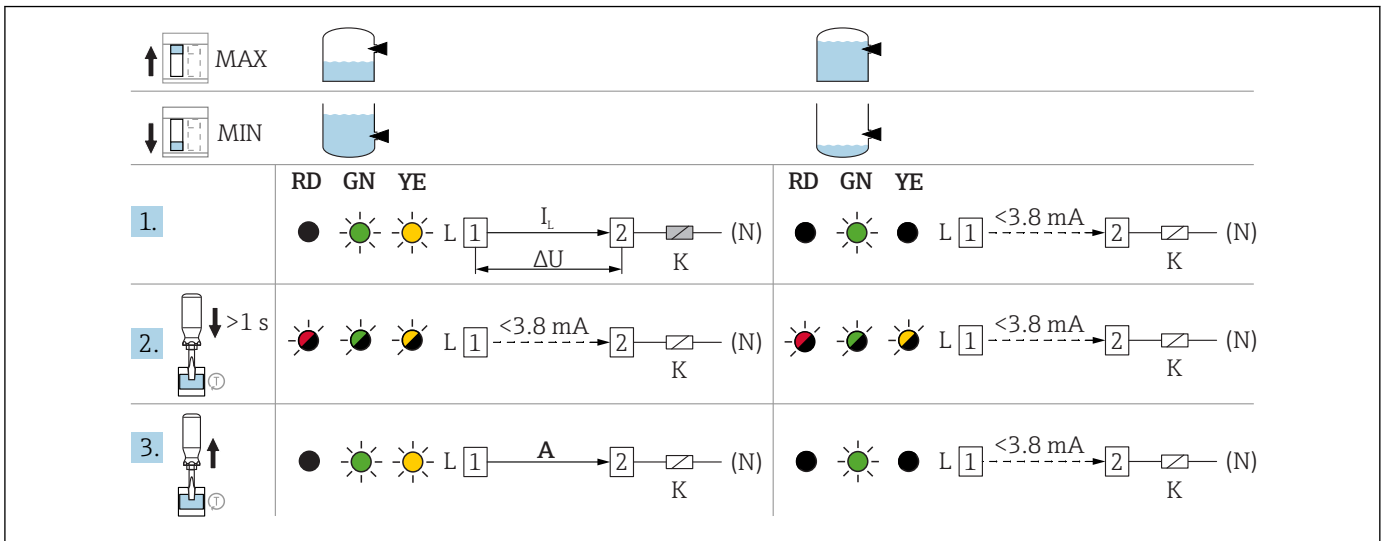 MAX
MIN
RD GN YE RD GN YE
1. L 1 I_L 2 (N) L 1 <3.8 mA 2 (N)
ΔU K K
2. >1 s L 1 <3.8 mA 2 (N) L 1 <3.8 mA 2 (N)
T K K
3. L 1 A 2 (N) L 1 <3.8 mA 2 (N)
T K K